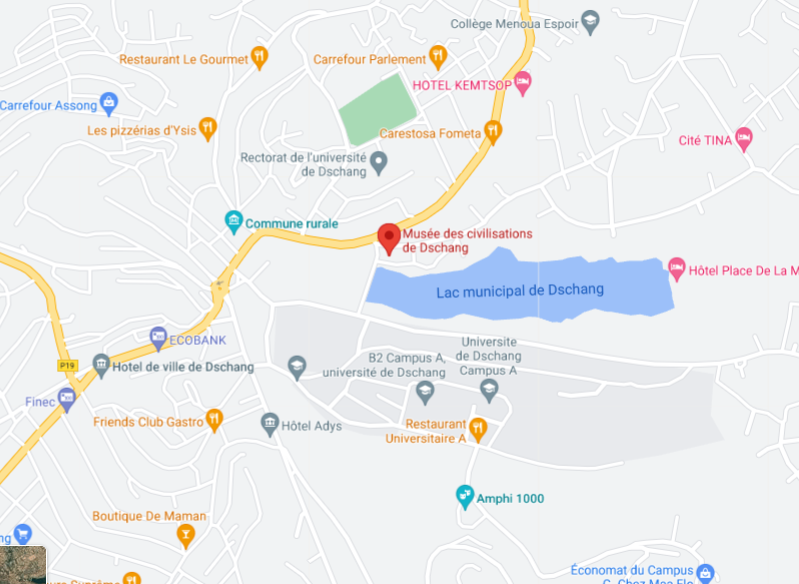 Collège Menoua Espoir
Restaurant Le Gourmet
Carrefour Parlement
HOTEL KEMTSOP
Carrefour Assong
Les pizzérias d'Ysis
Carestosa Fometa
Cité TINA
Rectorat de l'université
de Dschang
Commune rurale
Musée des civilisations
de Dschang
Hôtel Place De La M
Lac municipal de Dschang
ECOBANK
Universite
de Dschang
Campus A
B2 Campus A,
université de Dschang
P19
Hotel de ville de Dschang
Finec
Friends Club Gastro
Hôtel Adys
Restaurant
Universitaire A
Amphi 1000
Boutique De Maman
ng
Économat du Campus